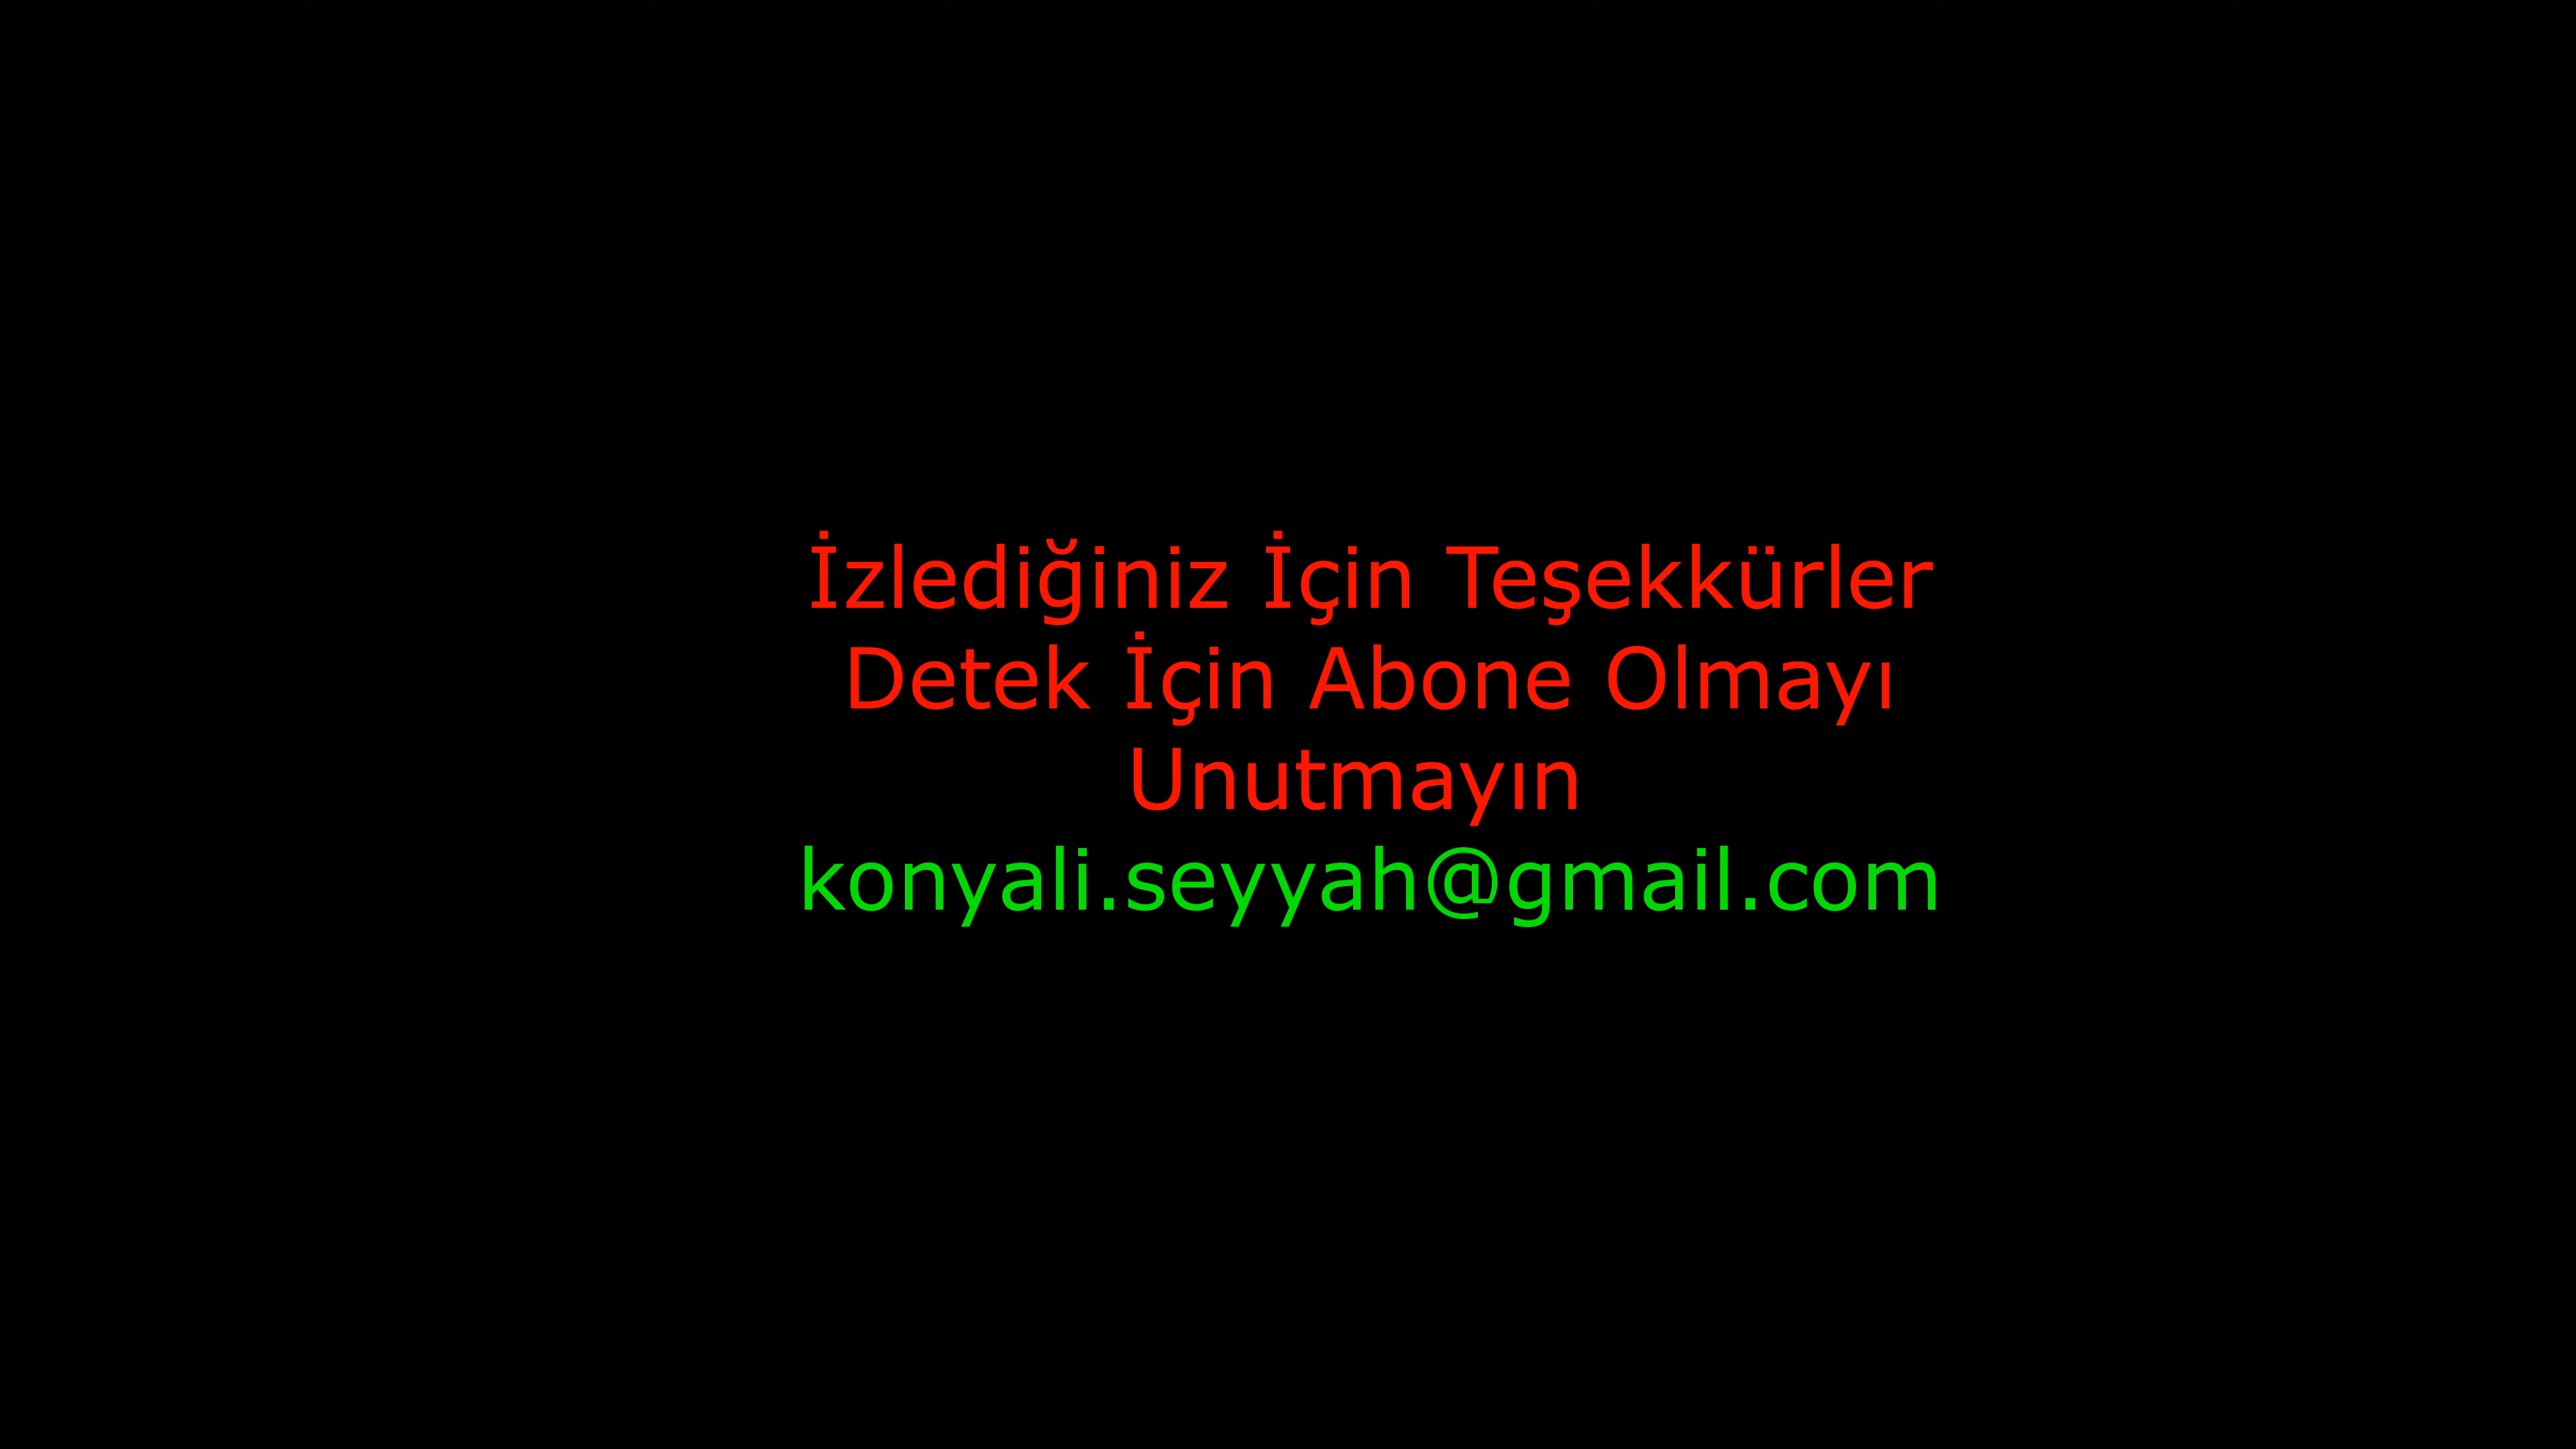 İzlediğiniz İçin Teşekkürler
Detek İçin Abone Olmayı
Unutmayın
konyali.seyyah@gmail.com